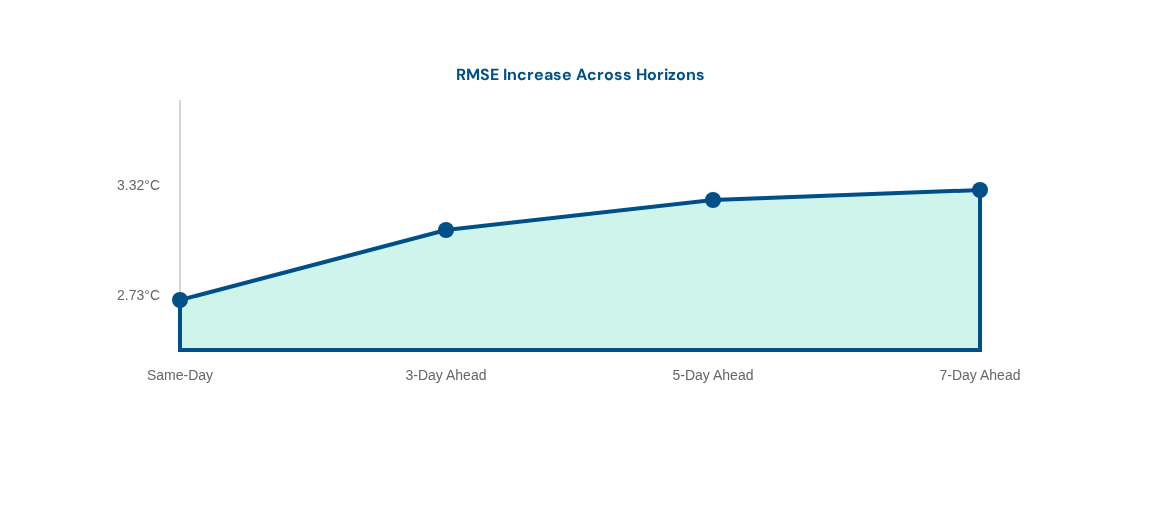 RMSE Increase Across Horizons
3.32°C
2.73°C
Same-Day
3-Day Ahead
5-Day Ahead
7-Day Ahead